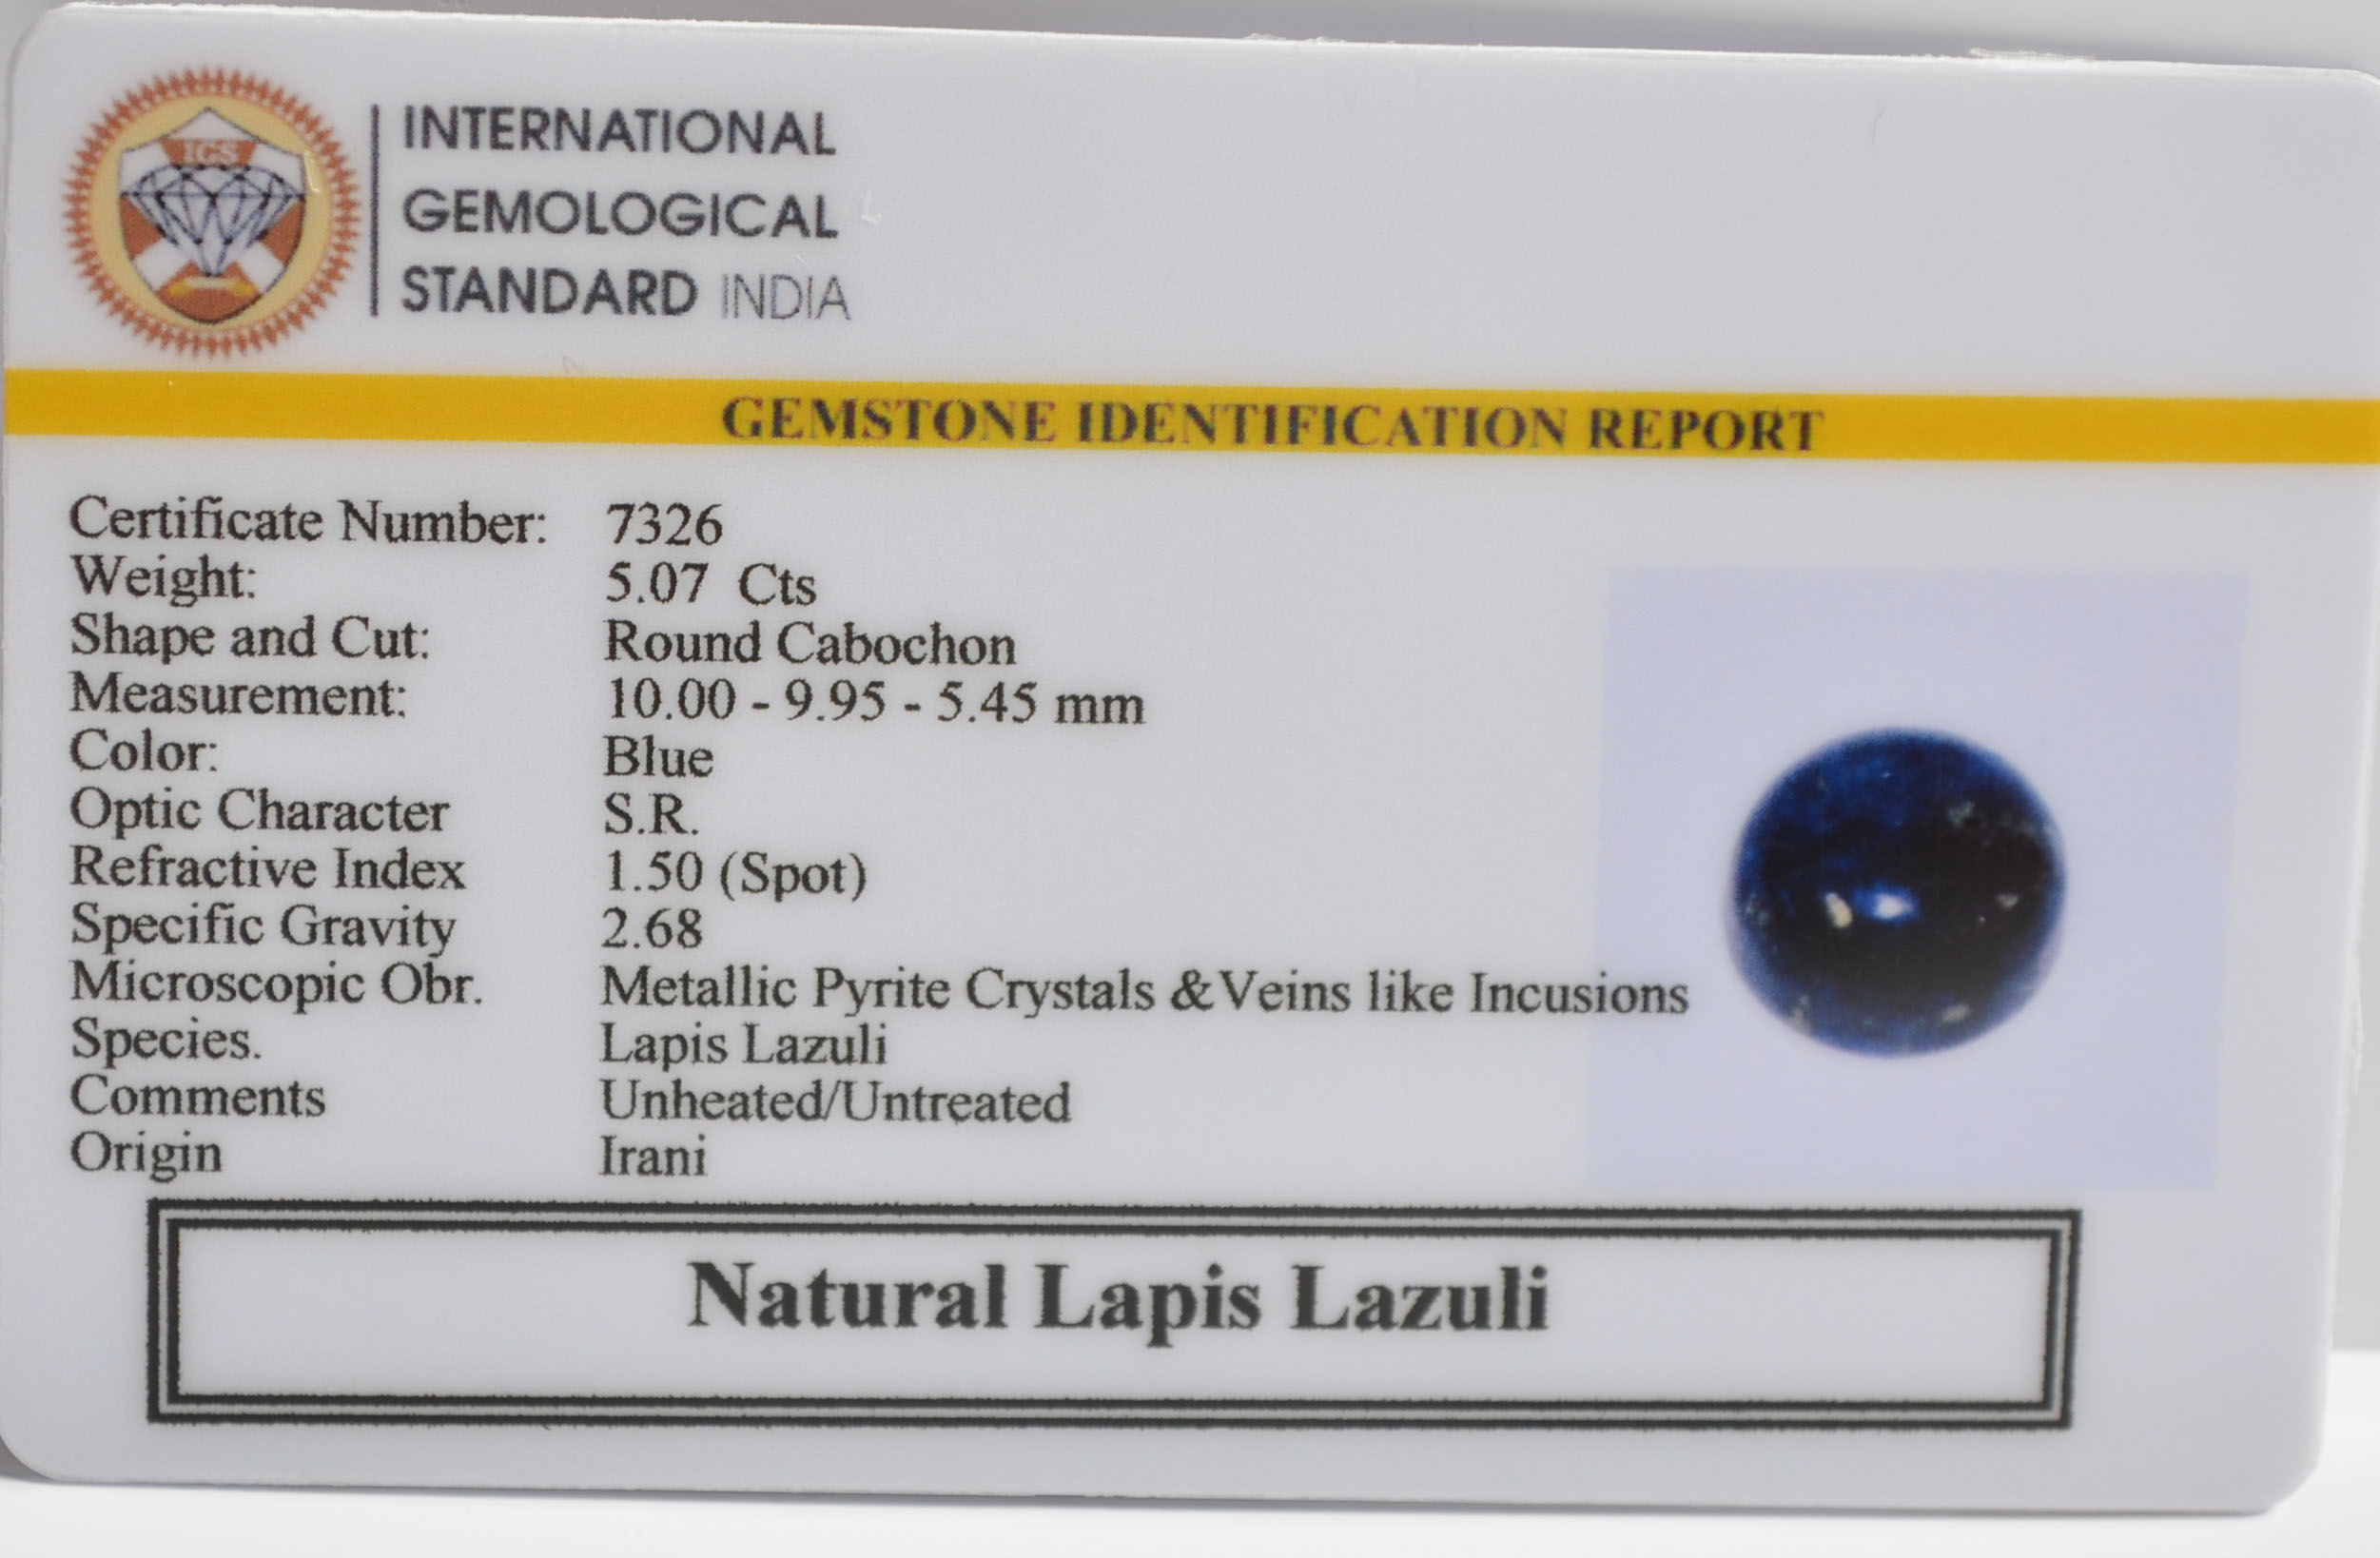 ICS
INTERNATIONAL
GEMOLOGICAL
STANDARD INDIA
GEMSTONE IDENTIFICATION REPORT
Certificate Number: 7326
Weight: 5.07 Cts
Shape and Cut: Round Cabochon
Measurement: 10.00 - 9.95 - 5.45 mm
Color: Blue
Optic Character S.R.
Refractive Index 1.50 (Spot)
Specific Gravity 2.68
Microscopic Obr. Metallic Pyrite Crystals &Veins like Incusions
Species. Lapis Lazuli
Comments Unheated/Untreated
Origin Irani
Natural Lapis Lazuli